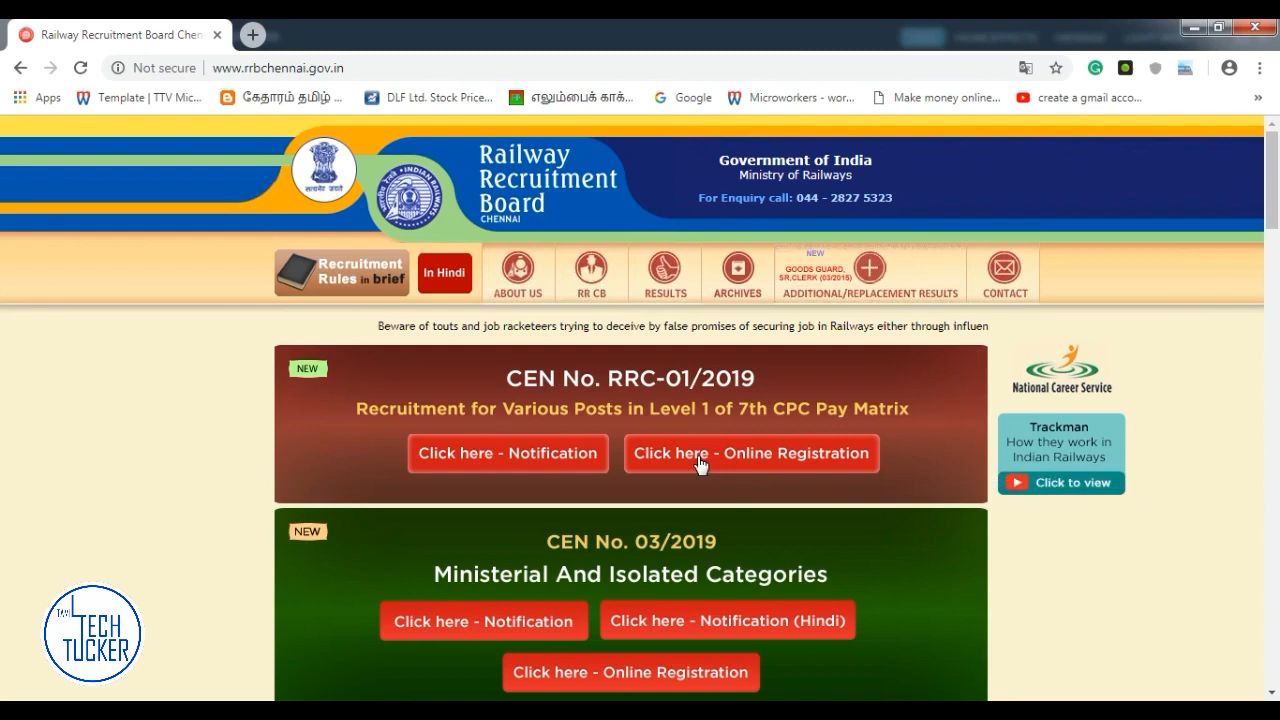 Railway Recruitment Board Chen
Not secure
www.rrbchennai.gov.in
Apps
Template | TTV Mic...
கேதாரம் தமிழ் ...
DLF Ltd. Stock Price...
எலும்பைக் காக்...
Google
Microworkers - wor...
Make money online...
create a gmail acco...
»
सत्यमेव जयते
INDIAN RAILWAYS
Railway
Recruitment
Board
CHENNAI
Government of India
Ministry of Railways
For Enquiry call: 044 - 2827 5323
Recruitment
Rules in brief
In Hindi
ABOUT US
RR CB
RESULTS
ARCHIVES
NEW
GOODS GUARD,
SR,CLERK (03/2015)
ADDITIONAL/REPLACEMENT RESULTS
CONTACT
Beware of touts and job racketeers trying to deceive by false promises of securing job in Railways either through influen
NEW
CEN No. RRC-01/2019
Recruitment for Various Posts in Level 1 of 7th CPC Pay Matrix
Click here - Notification
Click here - Online Registration
National Career Service
Trackman
How they work in
Indian Railways
Click to view
NEW
CEN No. 03/2019
Ministerial And Isolated Categories
Click here - Notification
Click here - Notification (Hindi)
Click here - Online Registration
TAMIL
TECH
TUCKER